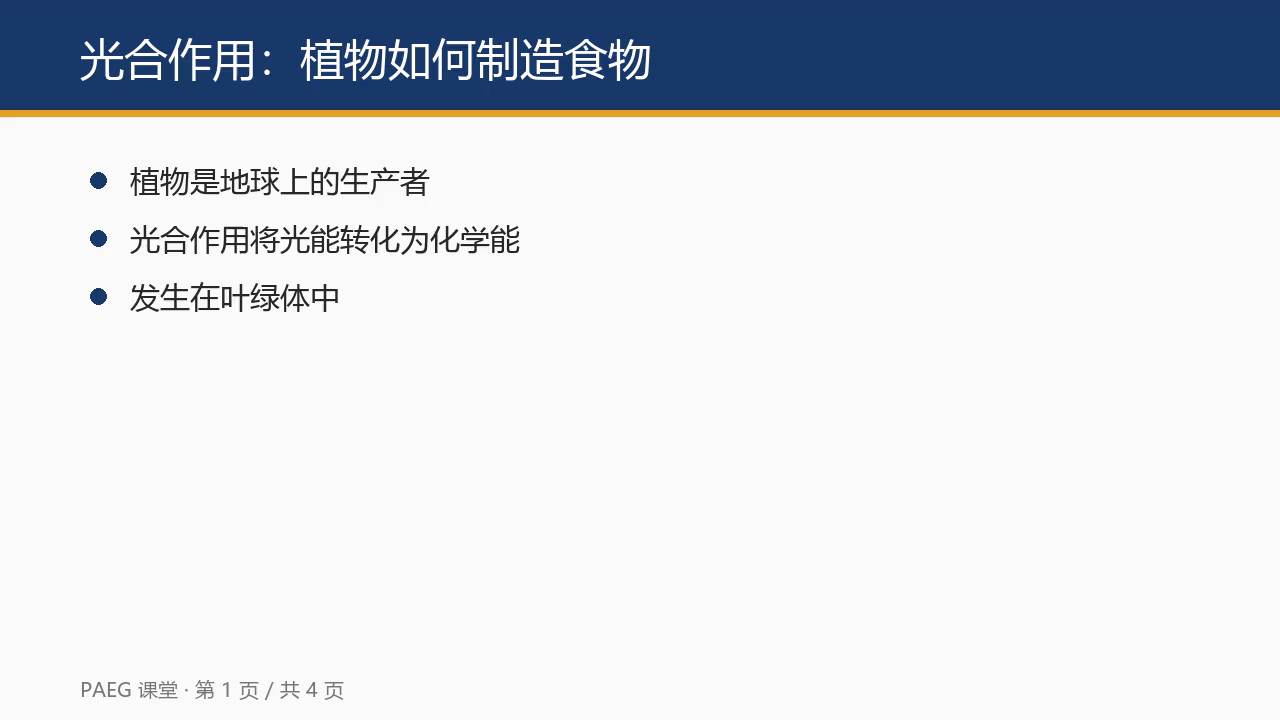 光合作用：植物如何制造食物
植物是地球上的生产者
光合作用将光能转化为化学能
发生在叶绿体中
PAEG 课堂 · 第 1 页 / 共 4 页